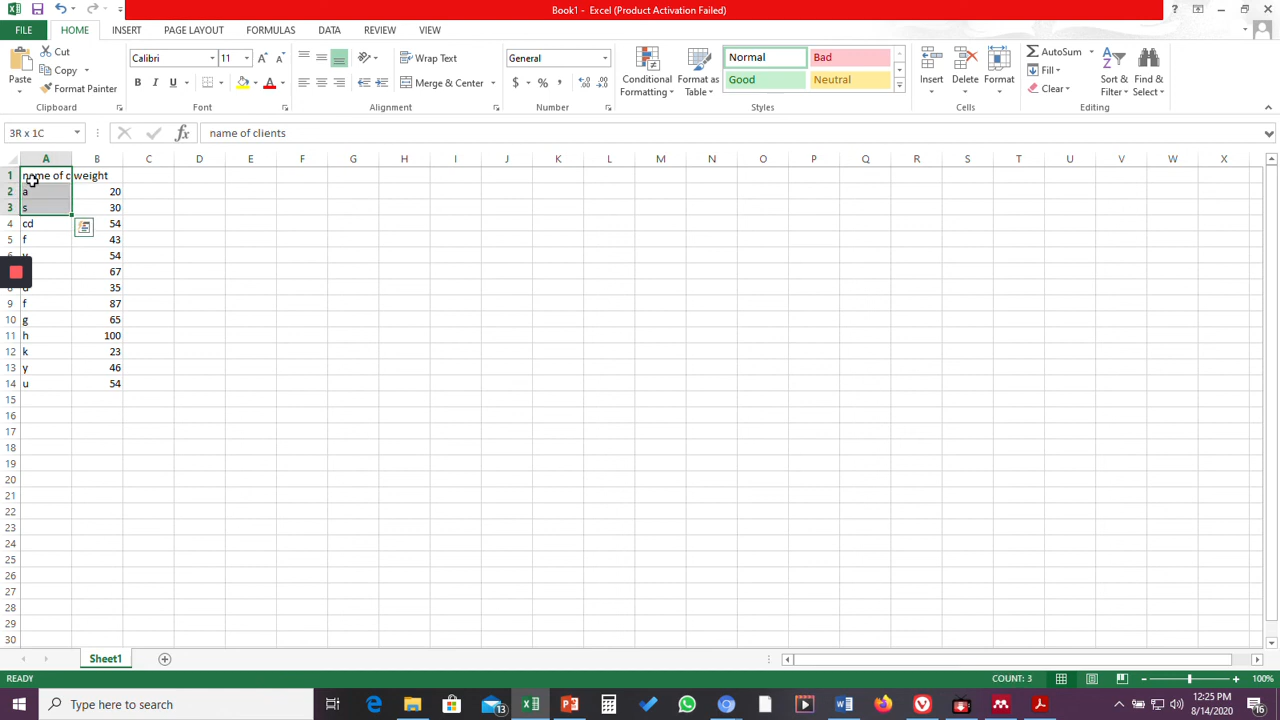 Book1 - Excel (Product Activation Failed)
FILE HOME INSERT PAGE LAYOUT FORMULAS DATA REVIEW VIEW
Paste
Cut
Copy
Format Painter
Clipboard
Calibri 11
B I U
Font
Wrap Text
Merge & Center
Alignment
General
$ % ,
Number
Conditional Formatting
Format as Table
Normal Bad
Good Neutral
Styles
Insert Delete Format
Cells
AutoSum
Fill
Clear
Sort & Filter
Find & Select
Editing
3R x 1C fx name of clients
A B C D E F G H I J K L M N O P Q R S T U V W X
1 name of c weight
2 a 20
3 s 30
4 cd 54
5 f 43
54
67
35
9 f 87
10 g 65
11 h 100
12 k 23
13 y 46
14 u 54
15
16
17
18
19
20
21
22
23
24
25
26
27
28
29
30
Sheet1
READY COUNT: 3 100%
Type here to search
13
12:25 PM
8/14/2020
16